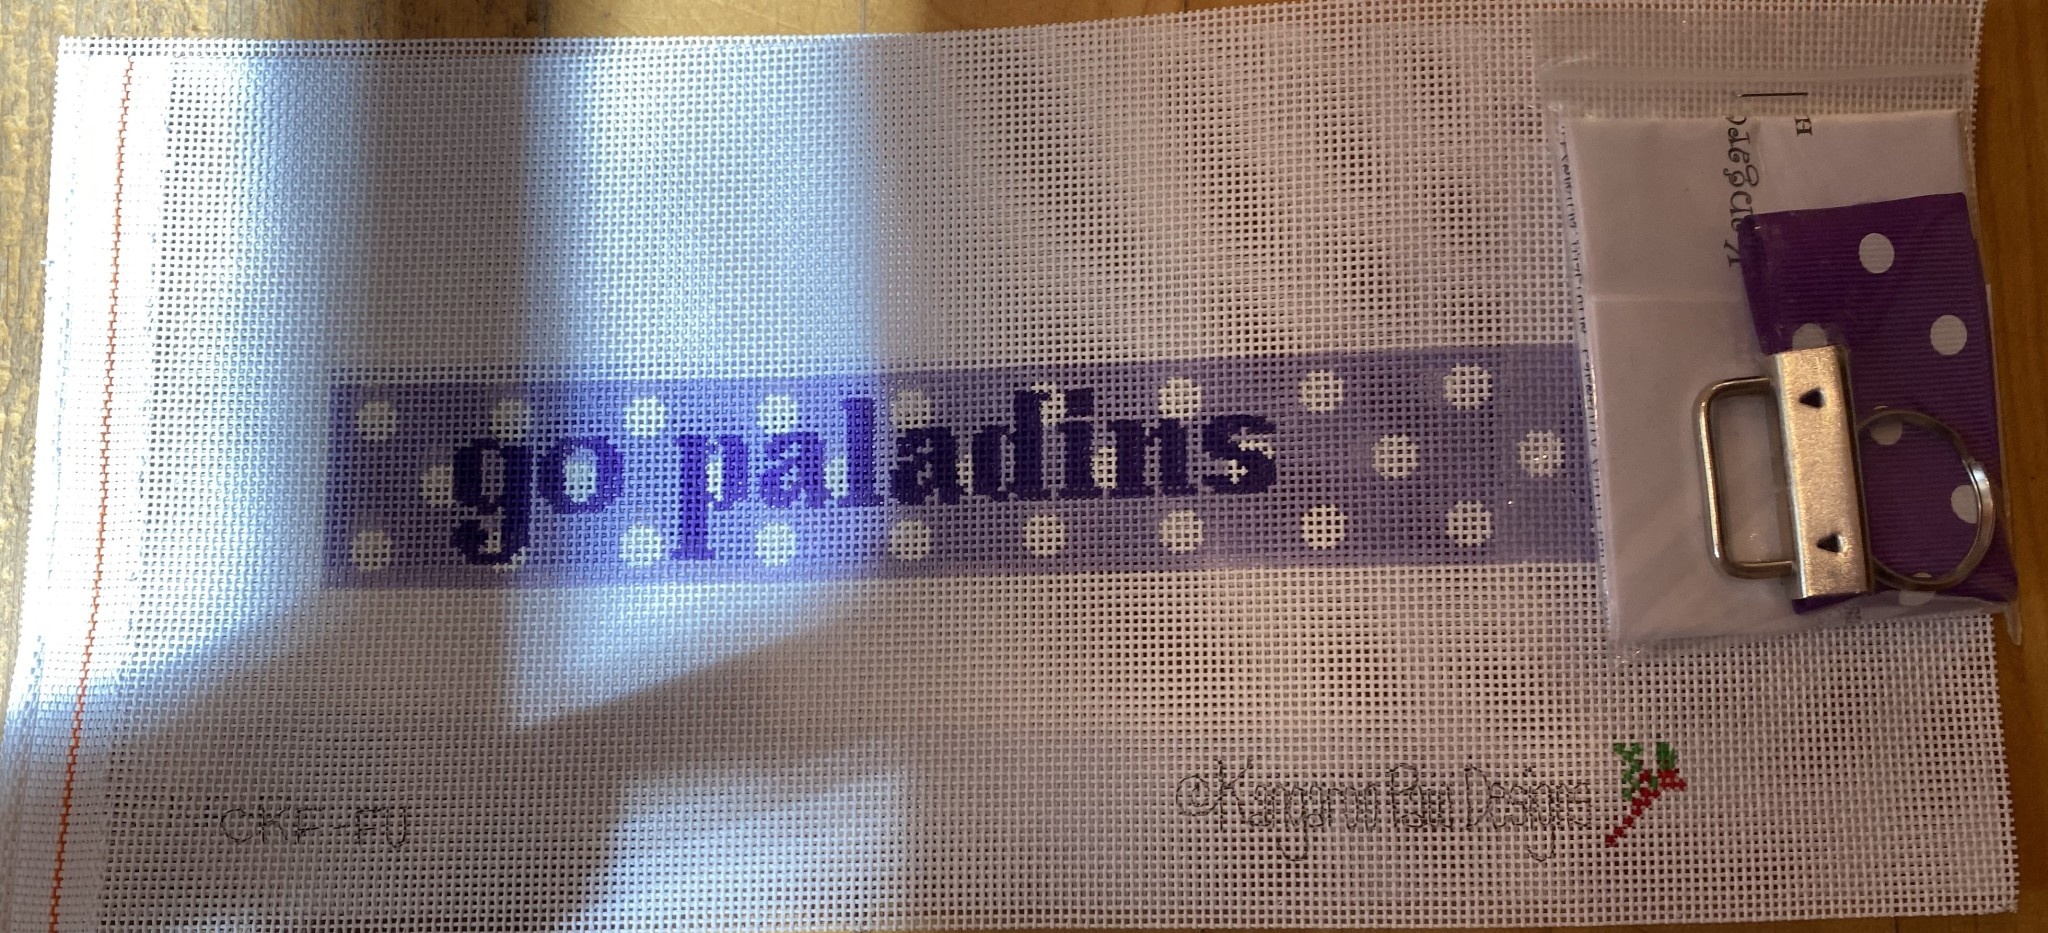 go paladins
CKF-FU
©Kangaroo Paw Designs